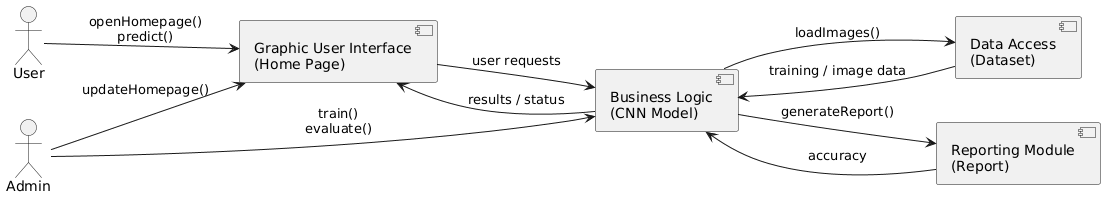 openHomepage()
predict()
User
Graphic User Interface
(Home Page)
updateHomepage()
user requests
results / status
train()
evaluate()
Admin
Business Logic
(CNN Model)
loadImages()
training / image data
Data Access
(Dataset)
generateReport()
accuracy
Reporting Module
(Report)